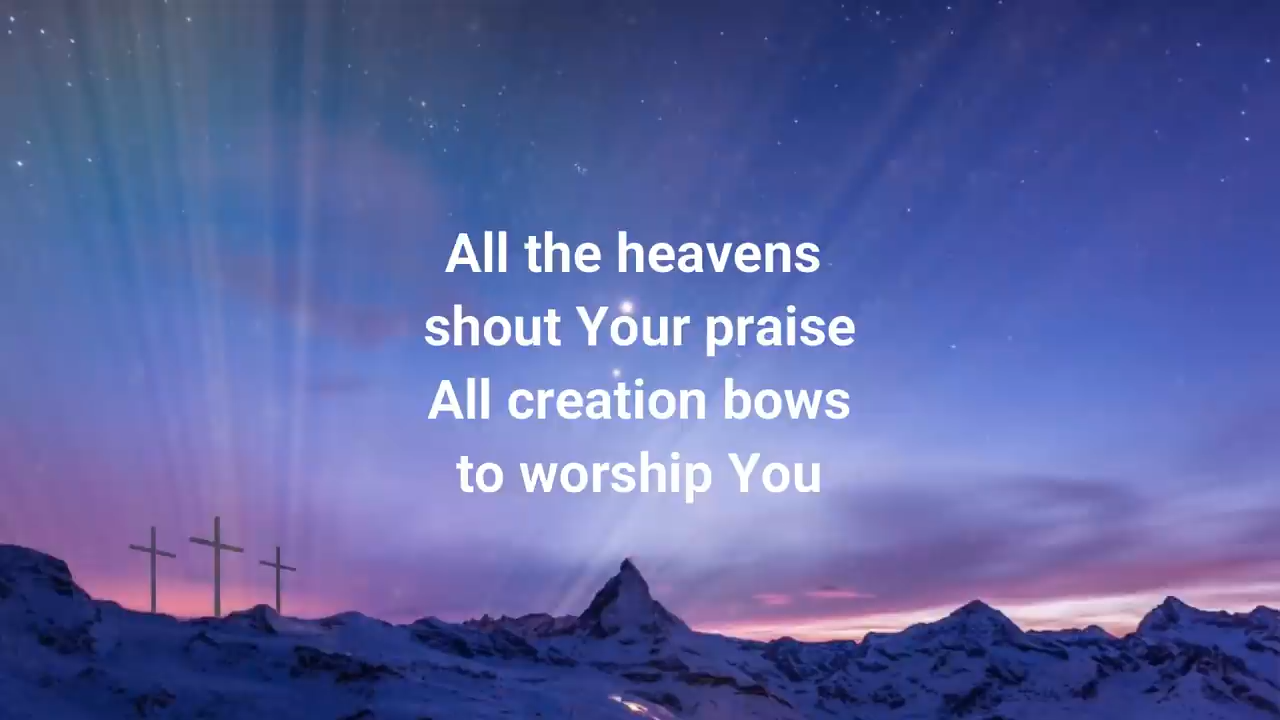 All the heavens
shout Your praise
All creation bows
to worship You